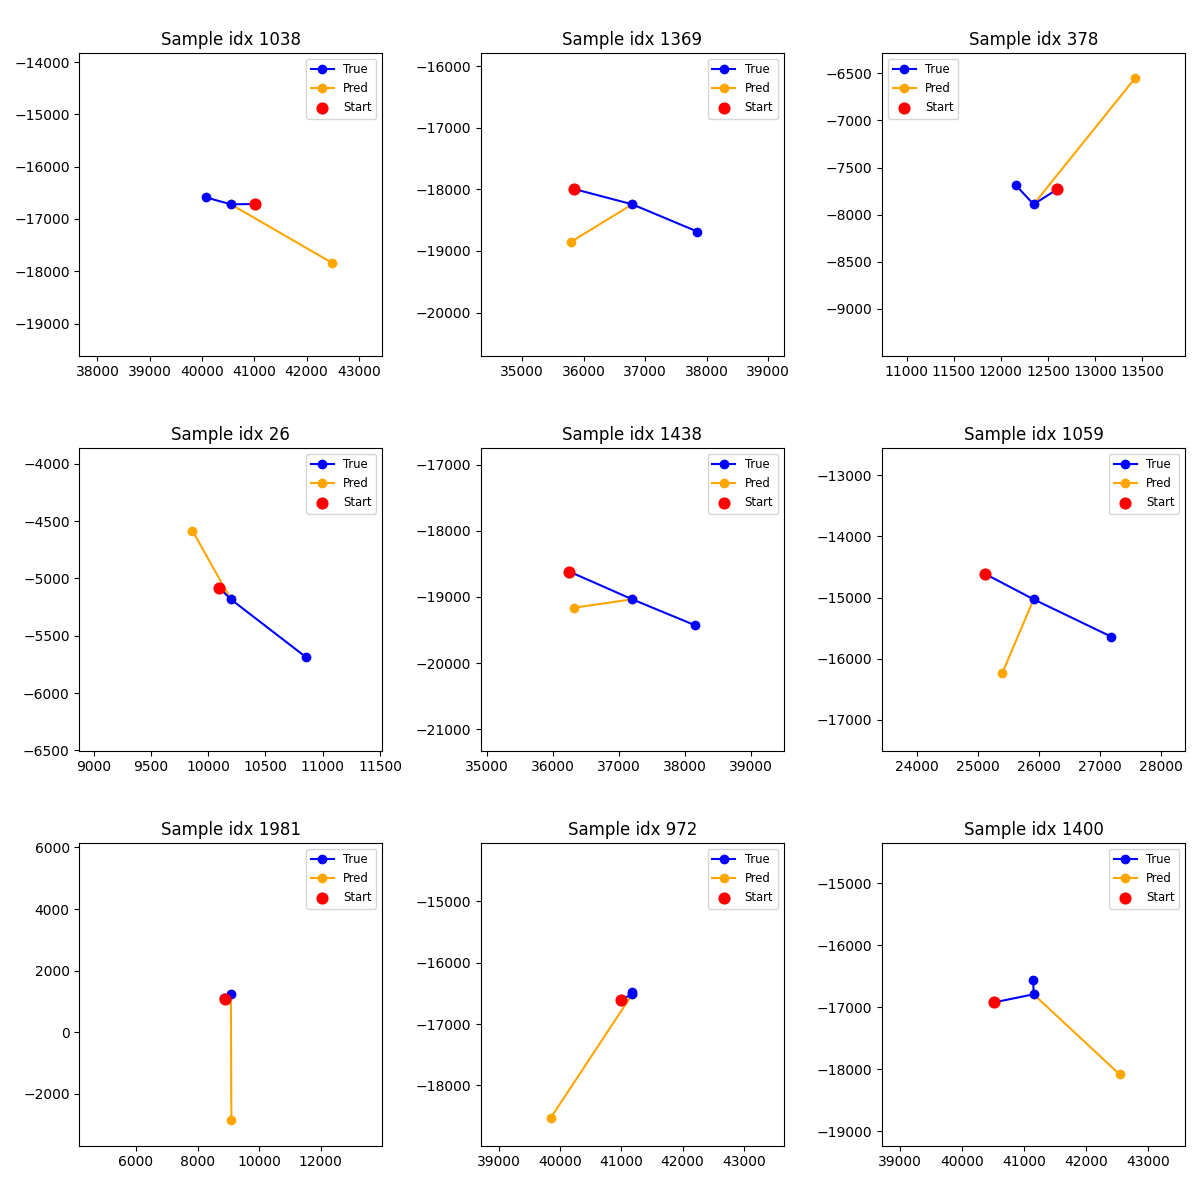 Sample idx 1038
−14000
−15000
−16000
−17000
−18000
−19000
38000 39000 40000 41000 42000 43000
True
Pred
Start
Sample idx 1369
−16000
−17000
−18000
−19000
−20000
35000 36000 37000 38000 39000
True
Pred
Start
Sample idx 378
−6500
−7000
−7500
−8000
−8500
−9000
11000 11500 12000 12500 13000 13500
True
Pred
Start
Sample idx 26
−4000
−4500
−5000
−5500
−6000
−6500
9000 9500 10000 10500 11000 11500
True
Pred
Start
Sample idx 1438
−17000
−18000
−19000
−20000
−21000
35000 36000 37000 38000 39000
True
Pred
Start
Sample idx 1059
−13000
−14000
−15000
−16000
−17000
24000 25000 26000 27000 28000
True
Pred
Start
Sample idx 1981
6000
4000
2000
0
−2000
6000 8000 10000 12000
True
Pred
Start
Sample idx 972
−15000
−16000
−17000
−18000
39000 40000 41000 42000 43000
True
Pred
Start
Sample idx 1400
−15000
−16000
−17000
−18000
−19000
39000 40000 41000 42000 43000
True
Pred
Start